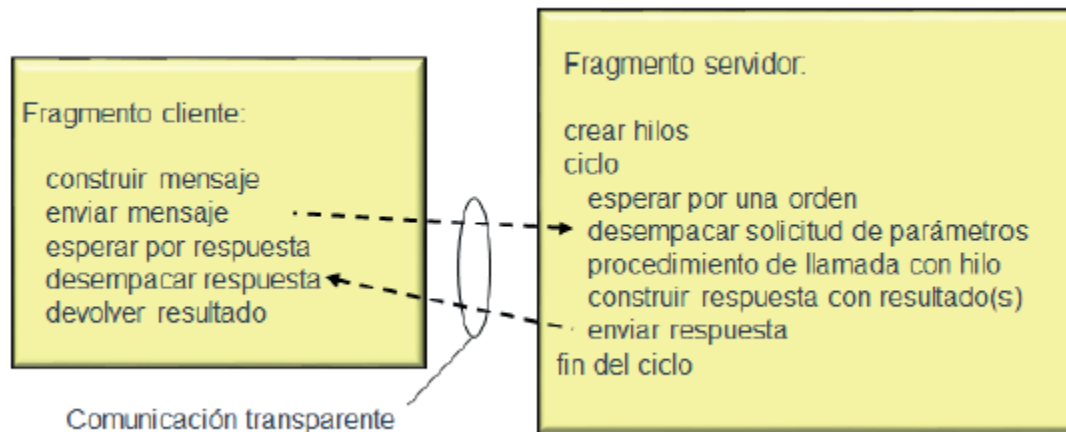 Fragmento cliente:
construir mensaje
enviar mensaje
esperar por respuesta
desempacar respuesta
devolver resultado
Fragmento servidor:
crear hilos
ciclo
esperar por una orden
desempacar solicitud de parámetros
procedimiento de llamada con hilo
construir respuesta con resultado(s)
enviar respuesta
fin del ciclo
Comunicación transparente